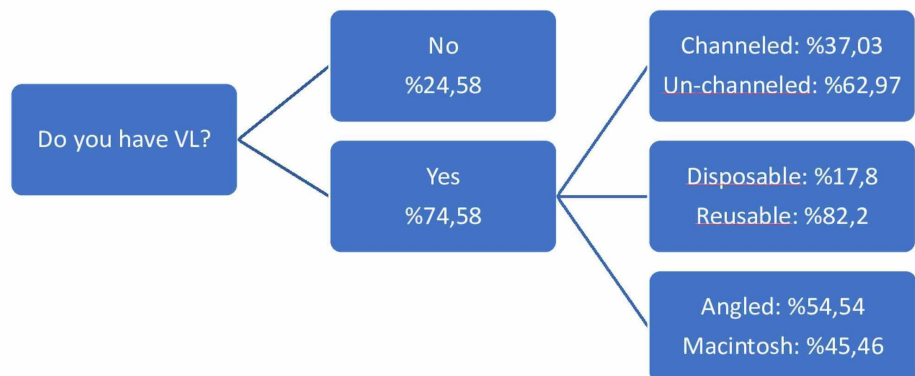 Do you have VL?
No
%24,58
Yes
%74,58
Channeled: %37,03
Un-channeled: %62,97
Disposable: %17,8
Reusable: %82,2
Angled: %54,54
Macintosh: %45,46